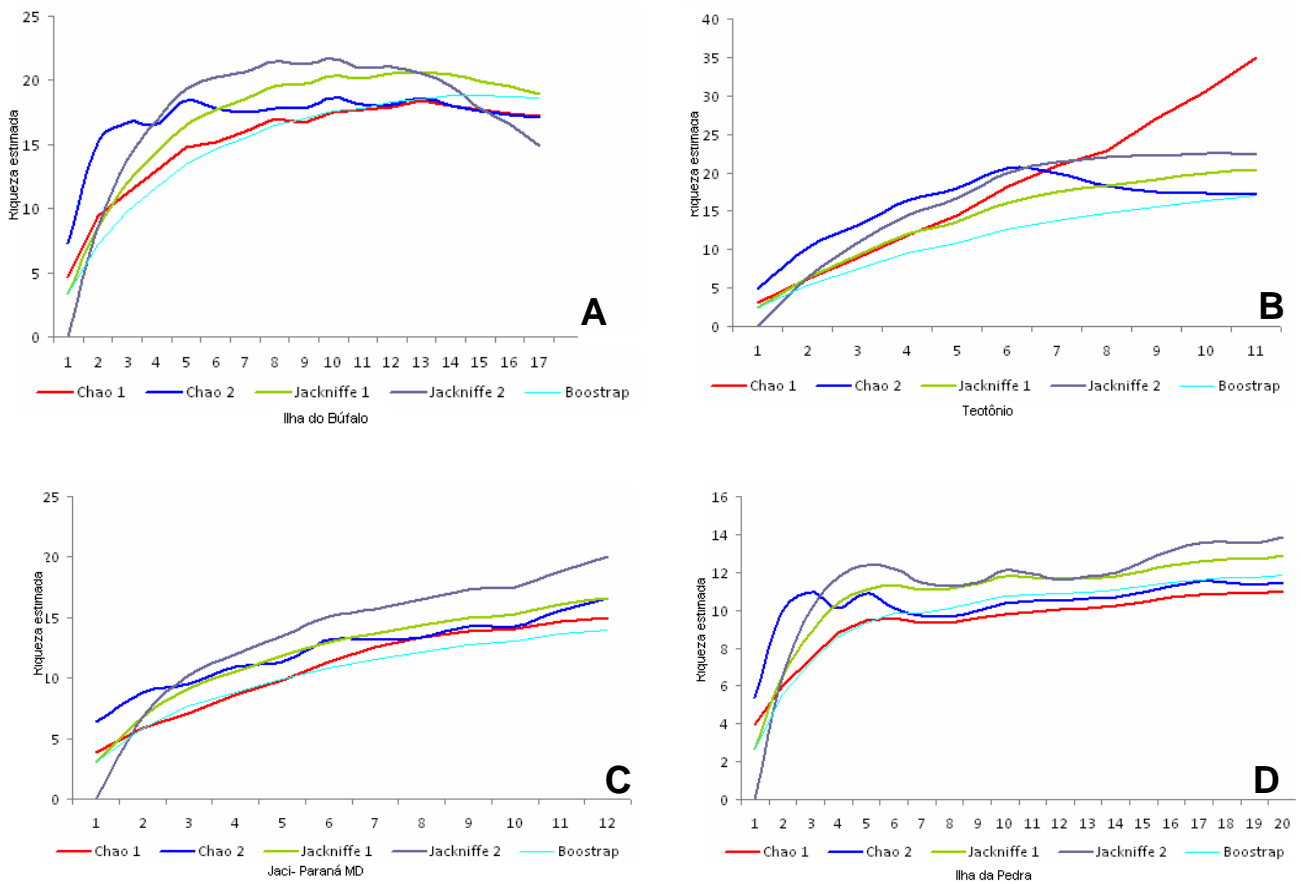 Riqueza estimada
25
20
15
10
5
0
1 2 3 4 5 6 7 8 9 10 11 12 13 14 15 16 17
A
Chao 1 Chao 2 Jackniffe 1 Jackniffe 2 Boostrap
Ilha do Búfalo
Riqueza estimada
40
35
30
25
20
15
10
5
0
1 2 3 4 5 6 7 8 9 10 11
B
Chao 1 Chao 2 Jackniffe 1 Jackniffe 2 Boostrap
Teotônio
Riqueza estimada
25
20
15
10
5
0
1 2 3 4 5 6 7 8 9 10 11 12
C
Chao 1 Chao 2 Jackniffe 1 Jackniffe 2 Boostrap
Jaci- Paraná MD
Riqueza estimada
16
14
12
10
8
6
4
2
0
1 2 3 4 5 6 7 8 9 10 11 12 13 14 15 16 17 18 19 20
D
Chao 1 Chao 2 Jackniffe 1 Jackniffe 2 Boostrap
Ilha da Pedra